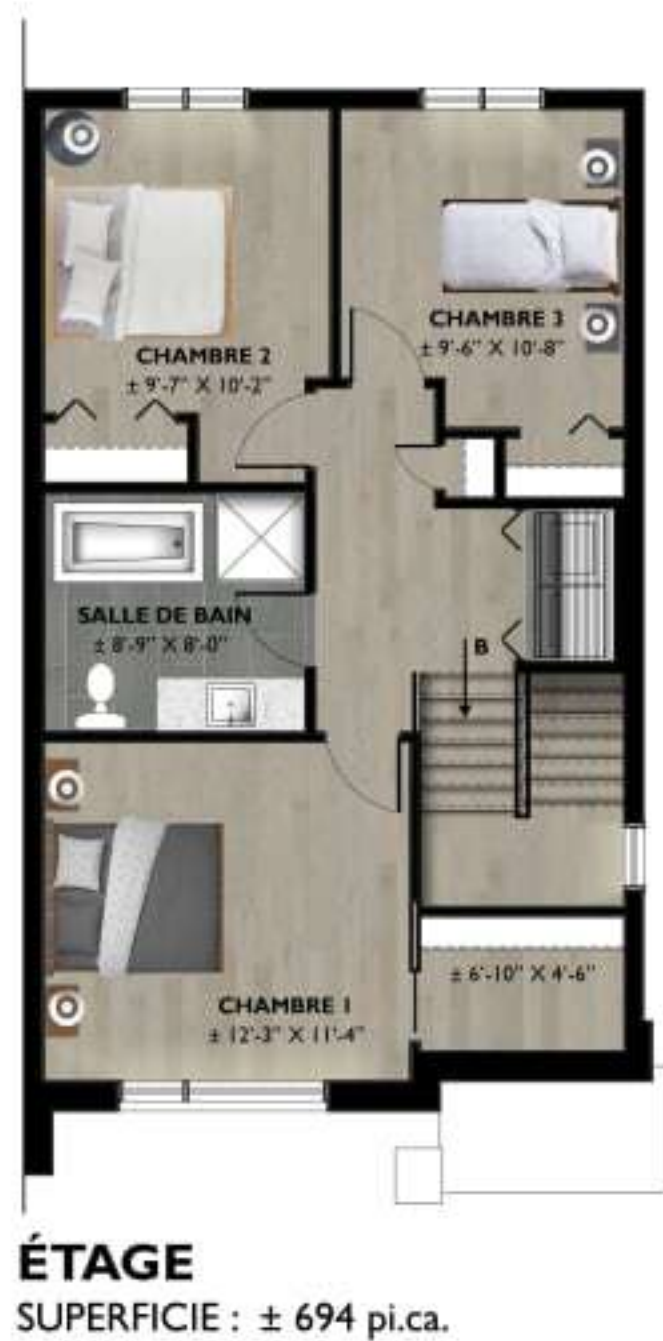 CHAMBRE 2
± 9'-7" X 10'-2"
CHAMBRE 3
± 9'-6" X 10'-8"
SALLE DE BAIN
± 8'-9" X 8'-0"
B
CHAMBRE 1
± 12'-3" X 11'-4"
± 6'-10" X 4'-6"
ÉTAGE
SUPERFICIE : ± 694 pi.ca.